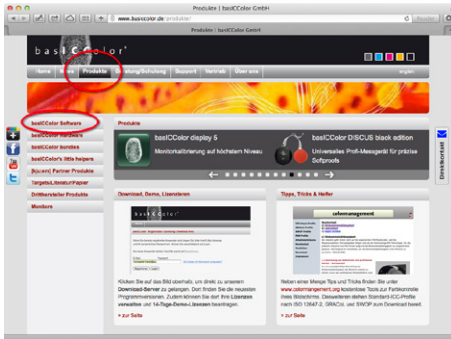 Produkte | basICColor GmbH
www.basiccolor.de/produkte/
Produkte | basICColor GmbH
basICColor
Home News Produkte Beratung/Schulung Support Vertrieb Über uns
basICColor Software
basICColor Hardware
basICColor bundles
basICColor's little helpers
Partner Produkte
Targets/Literatur/Papier
Dritthersteller Produkte
Monitors
Produkte
basICColor display 5
Monitorkalibrierung auf höchstem Niveau
basICColor DISCUS black edition
Universelles Profi-Messgerät für präzise
Softproofs
Direktkontakt
Download, Demo, Lizenzieren
basICColor
Klicken Sie auf das Bild oberhalb, um direkt zu unserem
Download-Server zu gelangen. Dort finden Sie die neuesten
Programmversionen. Zudem können Sie dort Ihre Lizenzen
verwalten und 14-Tage-Demo-Lizenzen beantragen.
> zur Seite
Tipps, Tricks & Helfer
colormanagement
Neben einer Menge Tips und Tricks finden Sie unter
www.colormanagement.org kostenlose Tools zur Farbkontrolle
Ihres Bildschirms. Desweiteren stehen Standard-ICC-Profile
nach ISO 12647-2, GRACoL und SWOP zum Download bereit.
> zur Seite